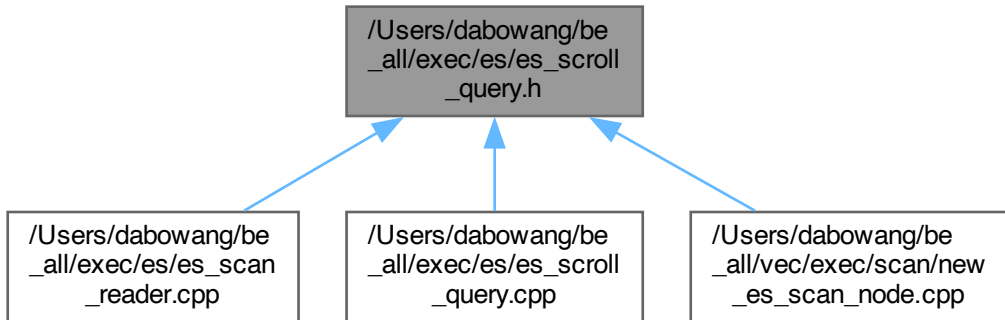 /Users/dabowang/be
_all/exec/es/es_scroll
_query.h
/Users/dabowang/be
_all/exec/es/es_scan
_reader.cpp
/Users/dabowang/be
_all/exec/es/es_scroll
_query.cpp
/Users/dabowang/be
_all/vec/exec/scan/new
_es_scan_node.cpp